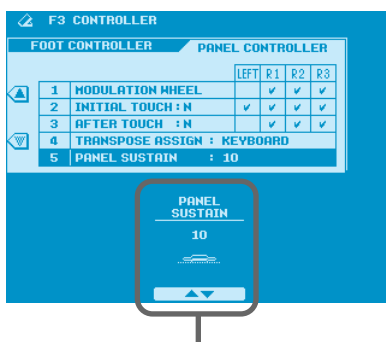 F3 CONTROLLER
FOOT CONTROLLER PANEL CONTROLLER
LEFT R1 R2 R3
1 MODULATION WHEEL ✓ ✓ ✓
2 INITIAL TOUCH : N ✓ ✓ ✓ ✓
3 AFTER TOUCH : N ✓ ✓ ✓
4 TRANSPOSE ASSIGN : KEYBOARD
5 PANEL SUSTAIN : 10
PANEL
SUSTAIN
10